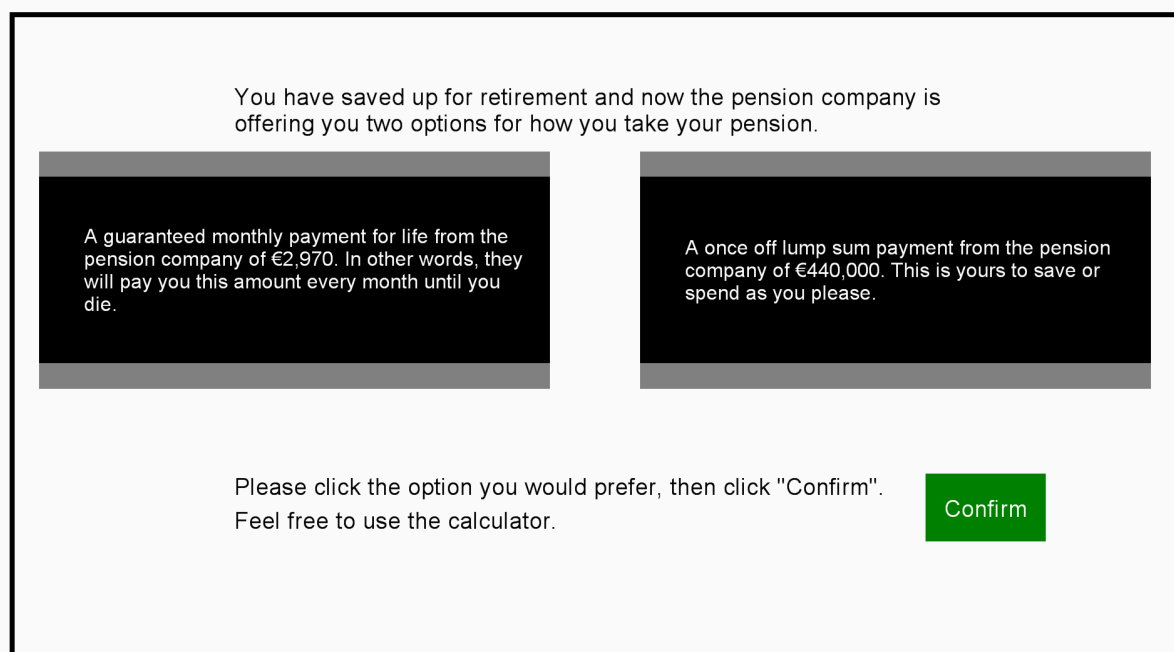 You have saved up for retirement and now the pension company is
offering you two options for how you take your pension.
A guaranteed monthly payment for life from the
pension company of €2,970. In other words, they
will pay you this amount every month until you
die.
A once off lump sum payment from the pension
company of €440,000. This is yours to save or
spend as you please.
Please click the option you would prefer, then click "Confirm".
Feel free to use the calculator.
Confirm